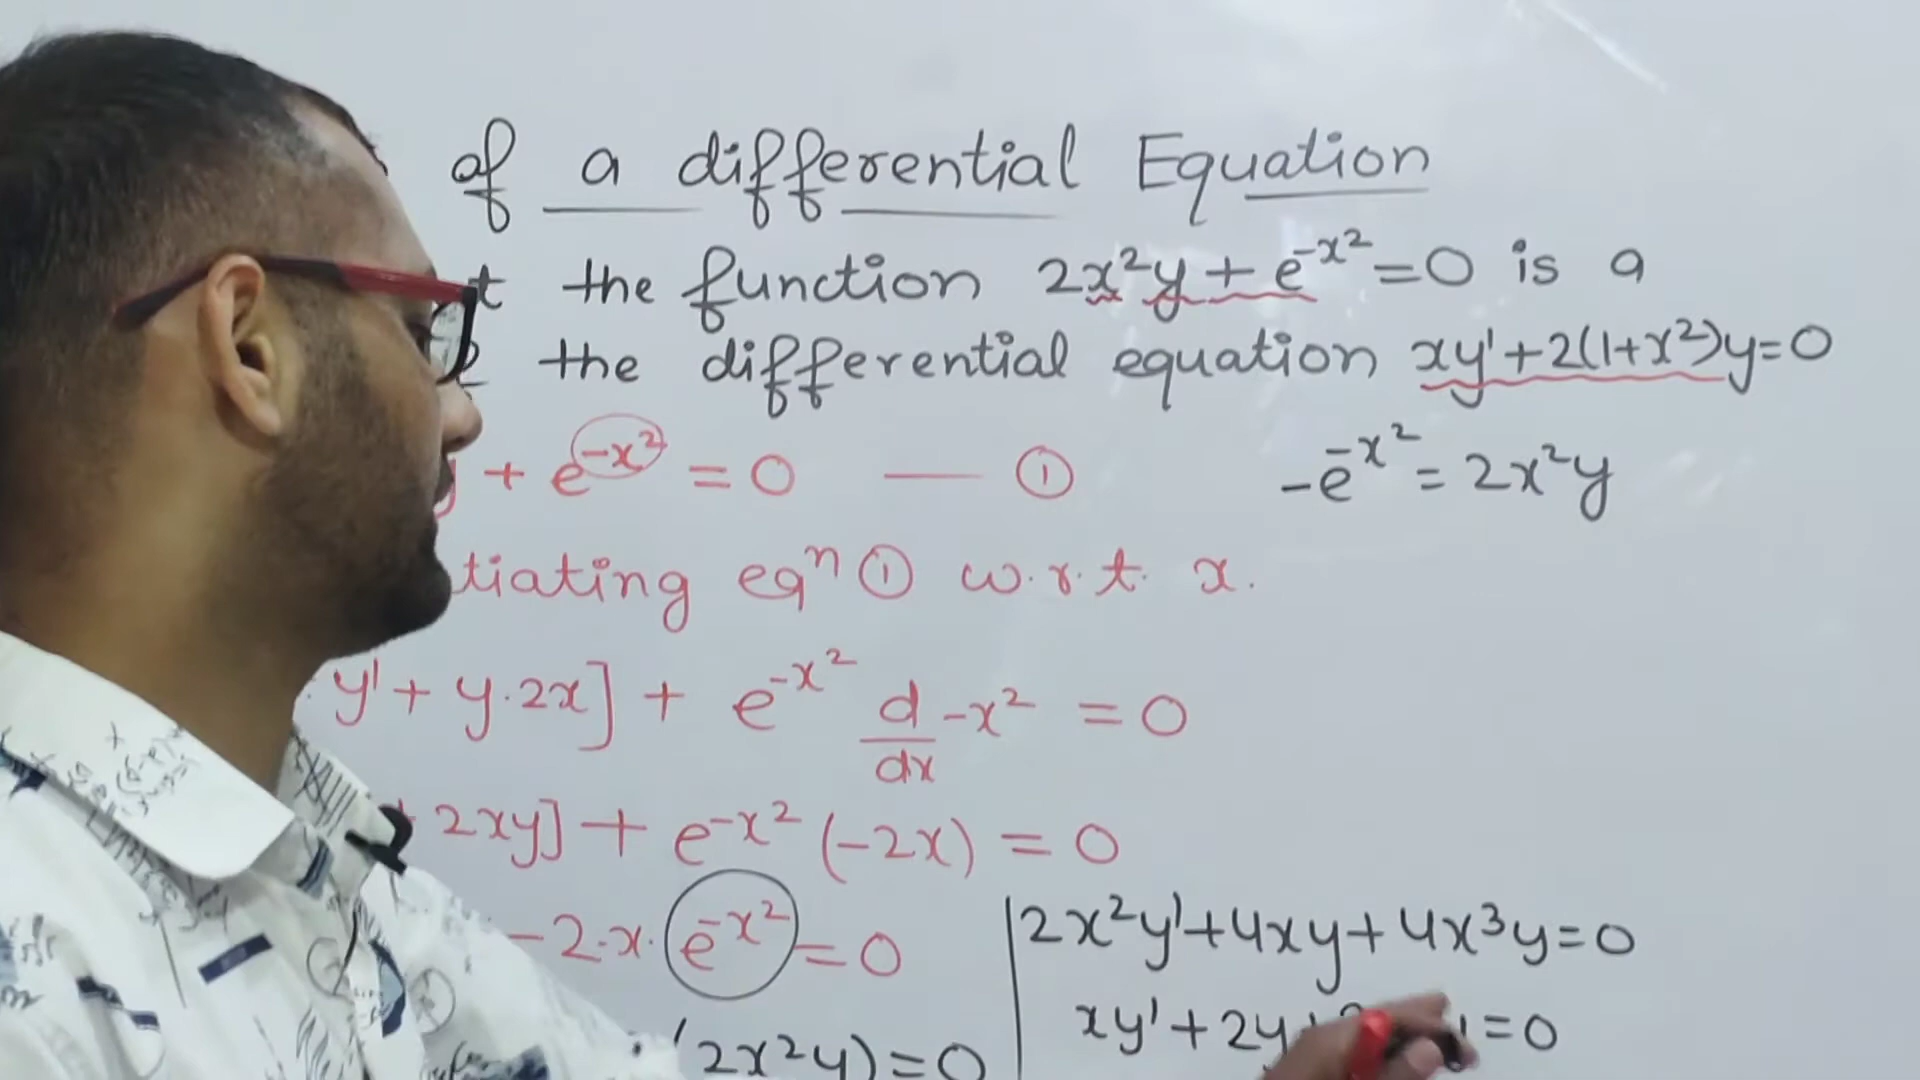 of a differential Equation
the function 2x²y + e^-x² = 0 is a
the differential equation xy' + 2(1+x²)y = 0
+ e^-x² = 0 — ①
-e^-x² = 2x²y
tiating eqⁿ ① w.r.t. x.
y' + y·2x] + e^-x² d/dx -x² = 0
2xy] + e^-x² (-2x) = 0
-2·x· e^-x² = 0
(2x²y) = 0
2x²y' + 4xy + 4x³y = 0
xy' + 2y = 0